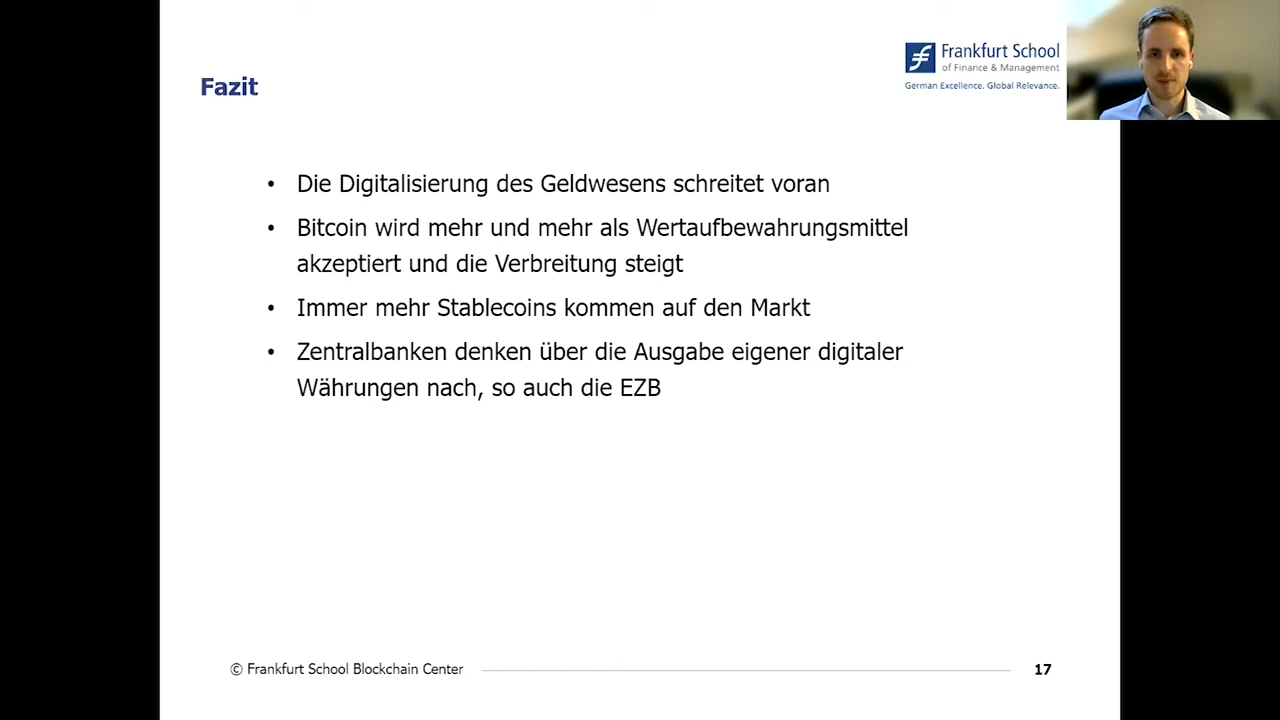 Frankfurt School
of Finance & Management
German Excellence. Global Relevance.
Fazit
• Die Digitalisierung des Geldwesens schreitet voran
• Bitcoin wird mehr und mehr als Wertaufbewahrungsmittel
akzeptiert und die Verbreitung steigt
• Immer mehr Stablecoins kommen auf den Markt
• Zentralbanken denken über die Ausgabe eigener digitaler
Währungen nach, so auch die EZB
© Frankfurt School Blockchain Center
17